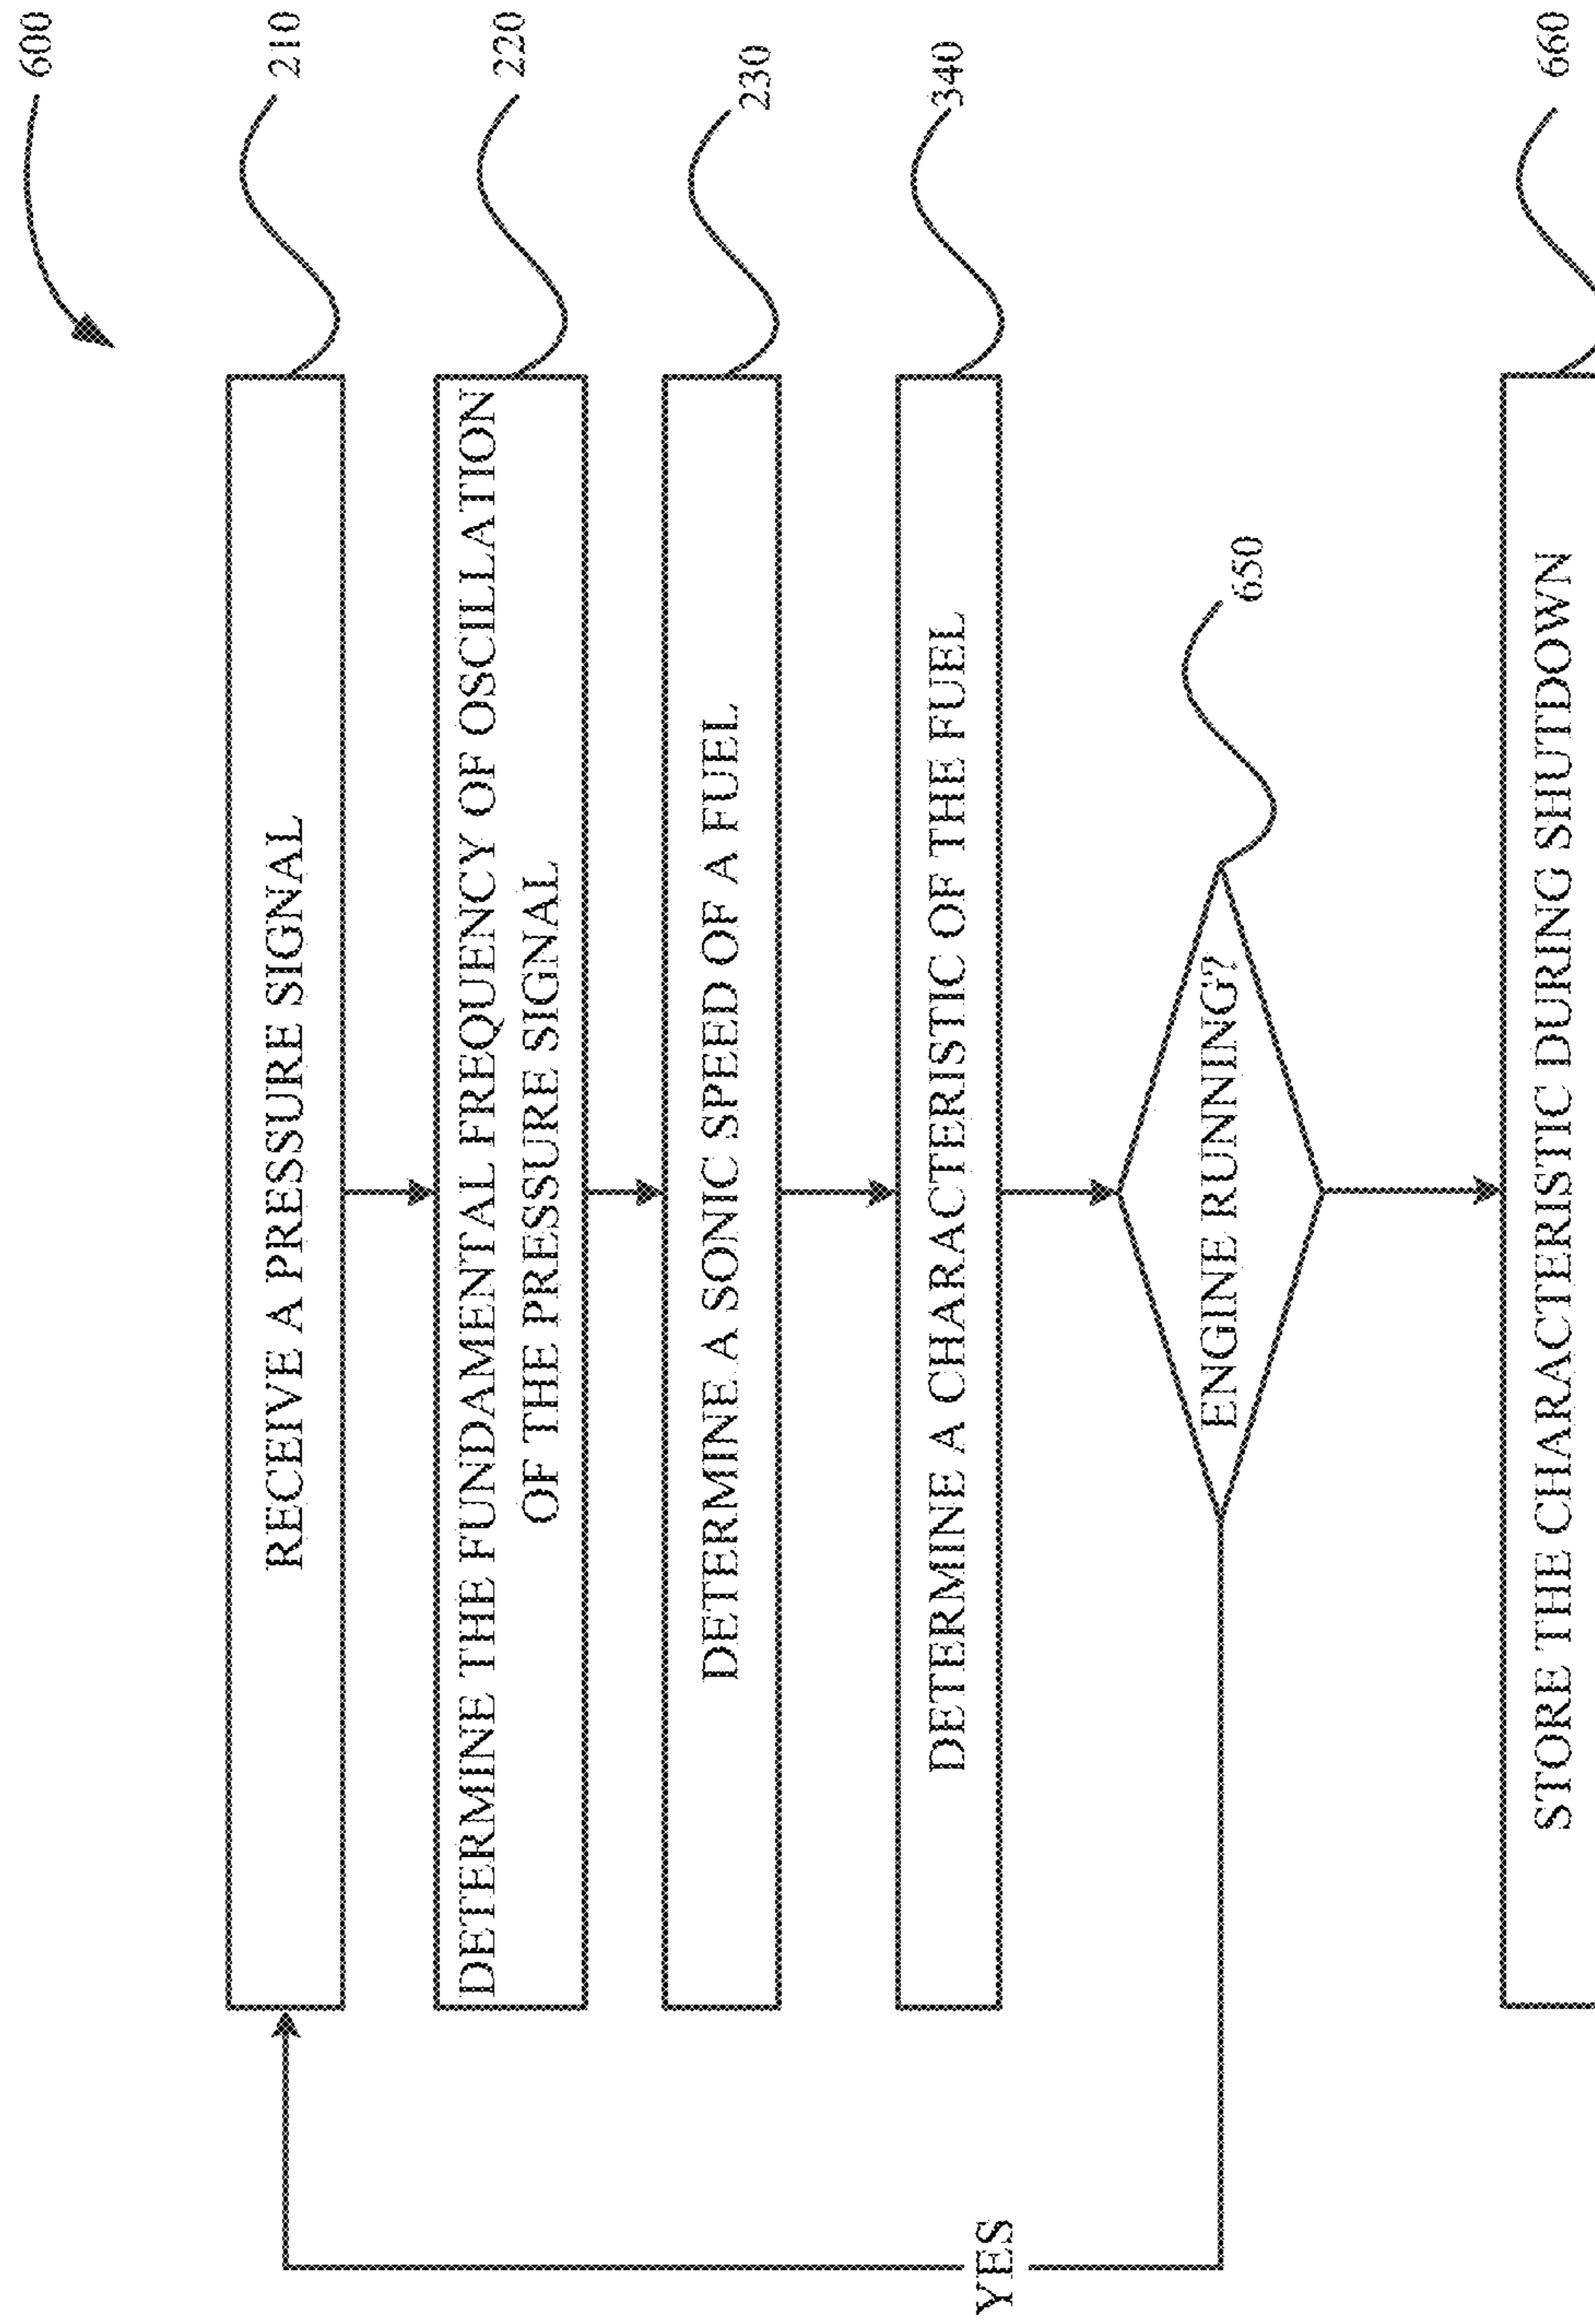 600
RECEIVE A PRESSURE SIGNAL
210
DETERMINE THE FUNDAMENTAL FREQUENCY OF OSCILLATION
OF THE PRESSURE SIGNAL
220
DETERMINE A SONIC SPEED OF A FUEL
230
DETERMINE A CHARACTERISTIC OF THE FUEL
340
ENGINE RUNNING?
650
YES
STORE THE CHARACTERISTIC DURING SHUTDOWN
660